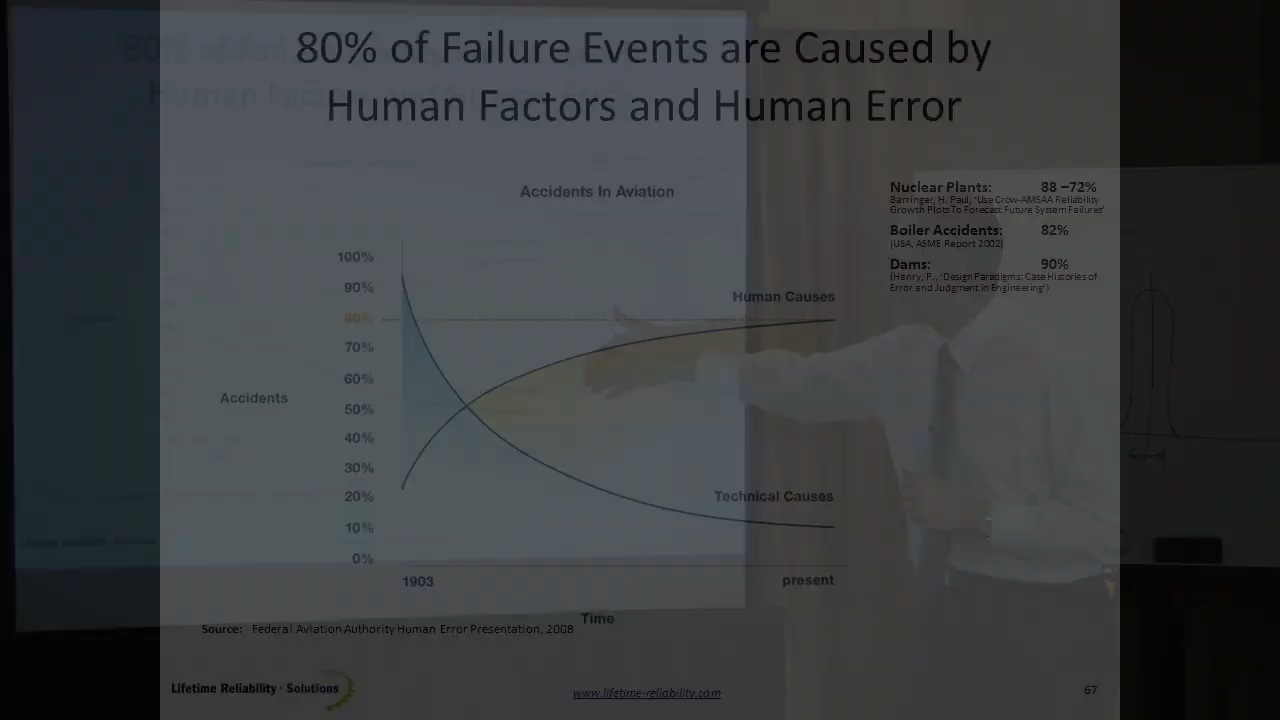 80% of Failure Events are Caused by
Human Factors and Human Error
Accidents In Aviation
Nuclear Plants: 88 –72%
Barringer, H. Paul, ‘Use Crow-AMSAA Reliability
Growth Plots To Forecast Future System Failures’
Boiler Accidents: 82%
(USA, ASME Report 2002)
Dams: 90%
(Henry, P., ‘Design Paradigms: Case Histories of
Error and Judgment in Engineering’)
100%
90%
80%
70%
60%
50%
40%
30%
20%
10%
0%
Accidents
Human Causes
Technical Causes
1903
present
Time
Source: Federal Aviation Authority Human Error Presentation, 2008
Lifetime Reliability · Solutions
www.lifetime-reliability.com
67